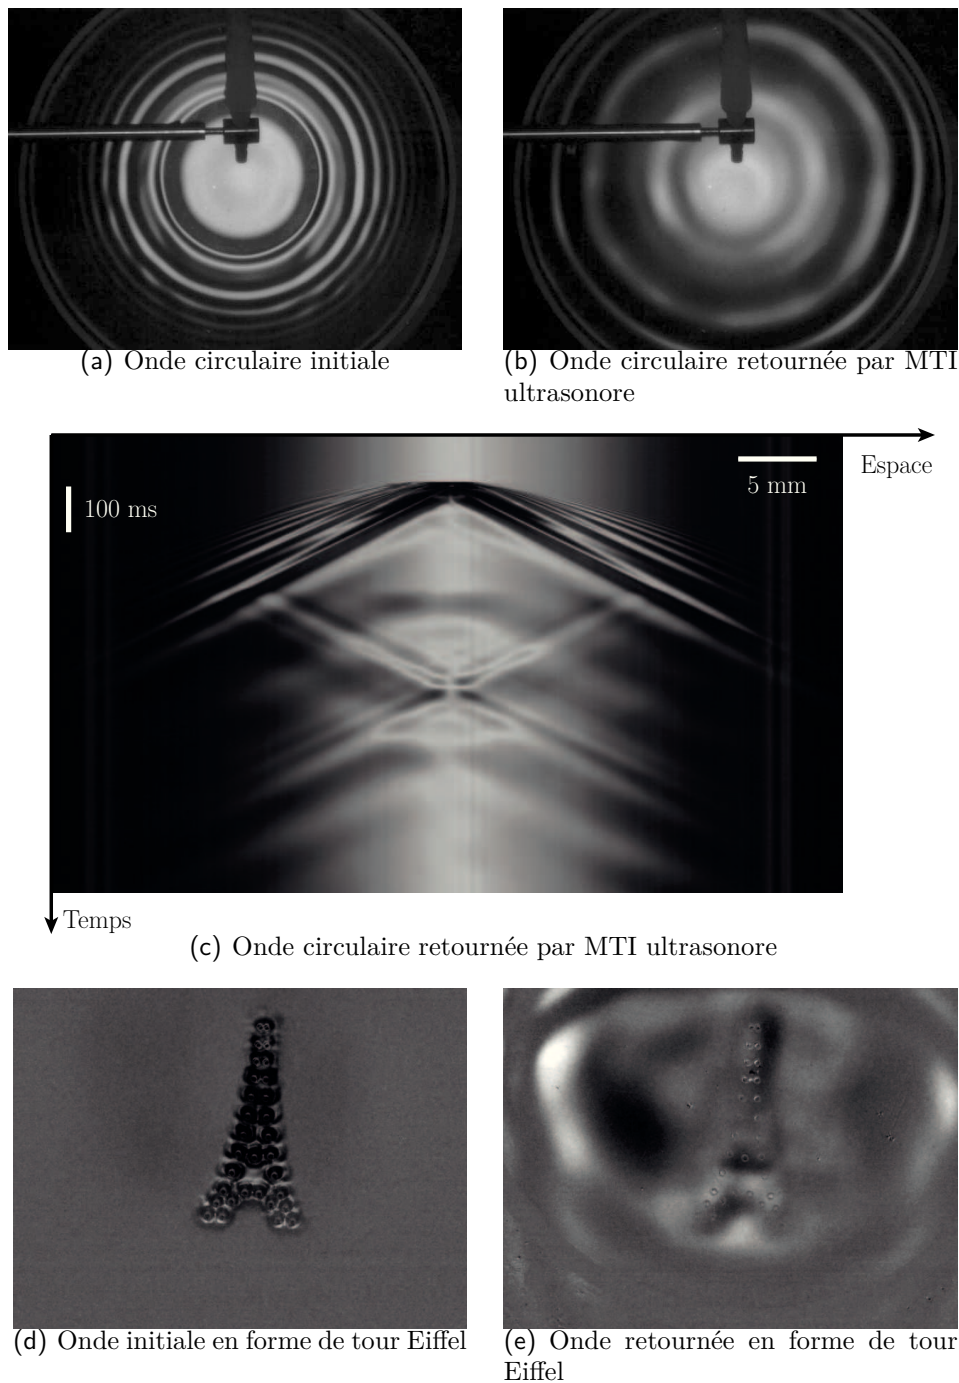 (a) Onde circulaire initiale
(b) Onde circulaire retournée par MTI
ultrasonore
Espace
5 mm
100 ms
Temps
(c) Onde circulaire retournée par MTI ultrasonore
(d) Onde initiale en forme de tour Eiffel
(e) Onde retournée en forme de tour
Eiffel